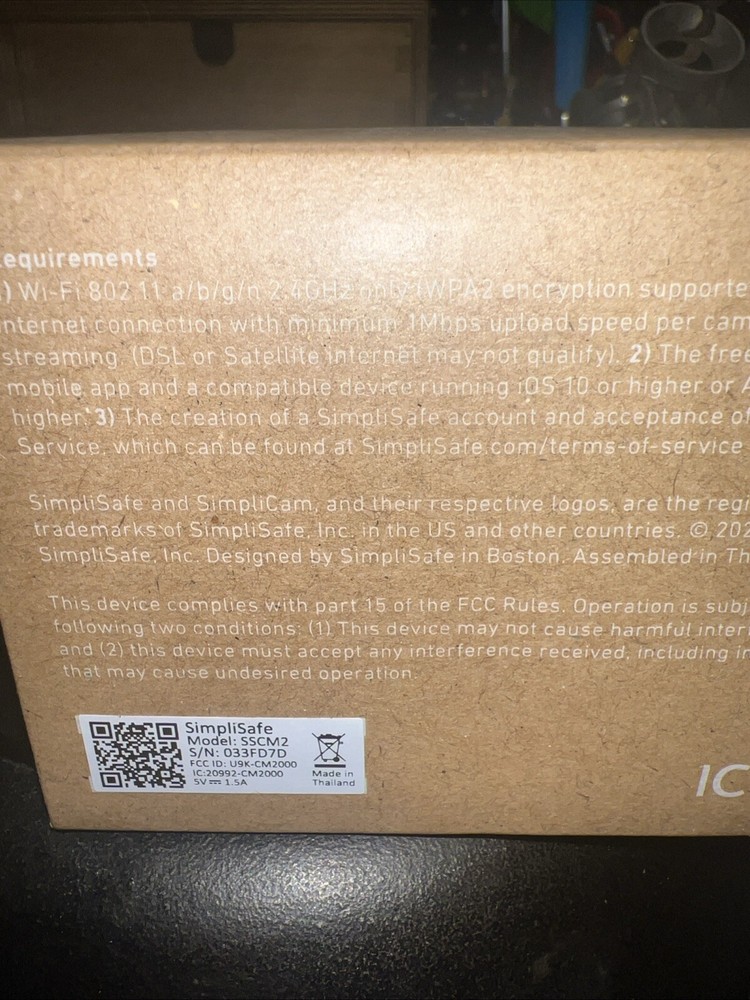 equirements
) Wi-Fi 802.11 a/b/g/n 2.4GHz only (WPA2 encryption supporte
nternet connection with minimum 1Mbps upload speed per cam
streaming. (DSL or Satellite internet may not qualify). 2) The free
mobile app and a compatible device running iOS 10 or higher or A
higher. 3) The creation of a SimpliSafe account and acceptance of
Service, which can be found at SimpliSafe.com/terms-of-service
SimpliSafe and SimpliCam, and their respective logos, are the reg
trademarks of SimpliSafe, Inc. in the US and other countries. © 202
SimpliSafe, Inc. Designed by SimpliSafe in Boston. Assembled in Th
This device complies with part 15 of the FCC Rules. Operation is subj
following two conditions: (1) This device may not cause harmful inter
and (2) this device must accept any interference received, including in
that may cause undesired operation.
SimpliSafe
Model: SSCM2
S/N: 033FD7D
FCC ID: U9K-CM2000
IC:20992-CM2000
5V⎓1.5A
Made in
Thailand
IC